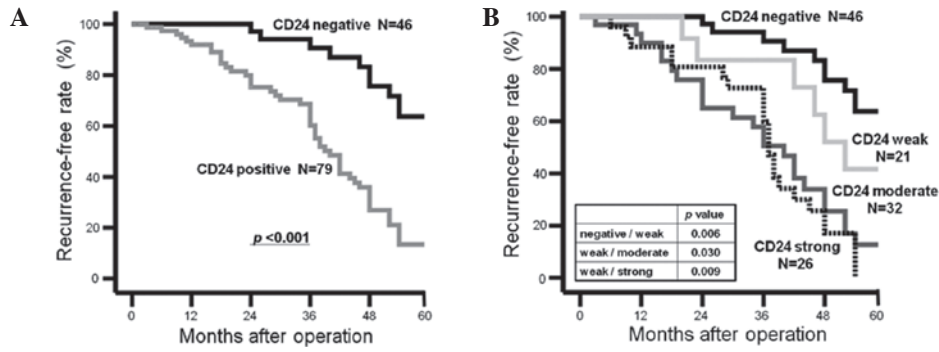 A
Recurrence-free rate (%)
100
80
60
40
20
0
CD24 negative N=46
CD24 positive N=79
p <0.001
0 12 24 36 48 60
Months after operation
B
Recurrence-free rate (%)
100
80
60
40
20
0
CD24 negative N=46
CD24 weak
N=21
CD24 moderate
N=32
CD24 strong
N=26
p value
negative / weak 0.006
weak / moderate 0.030
weak / strong 0.009
0 12 24 36 48 60
Months after operation